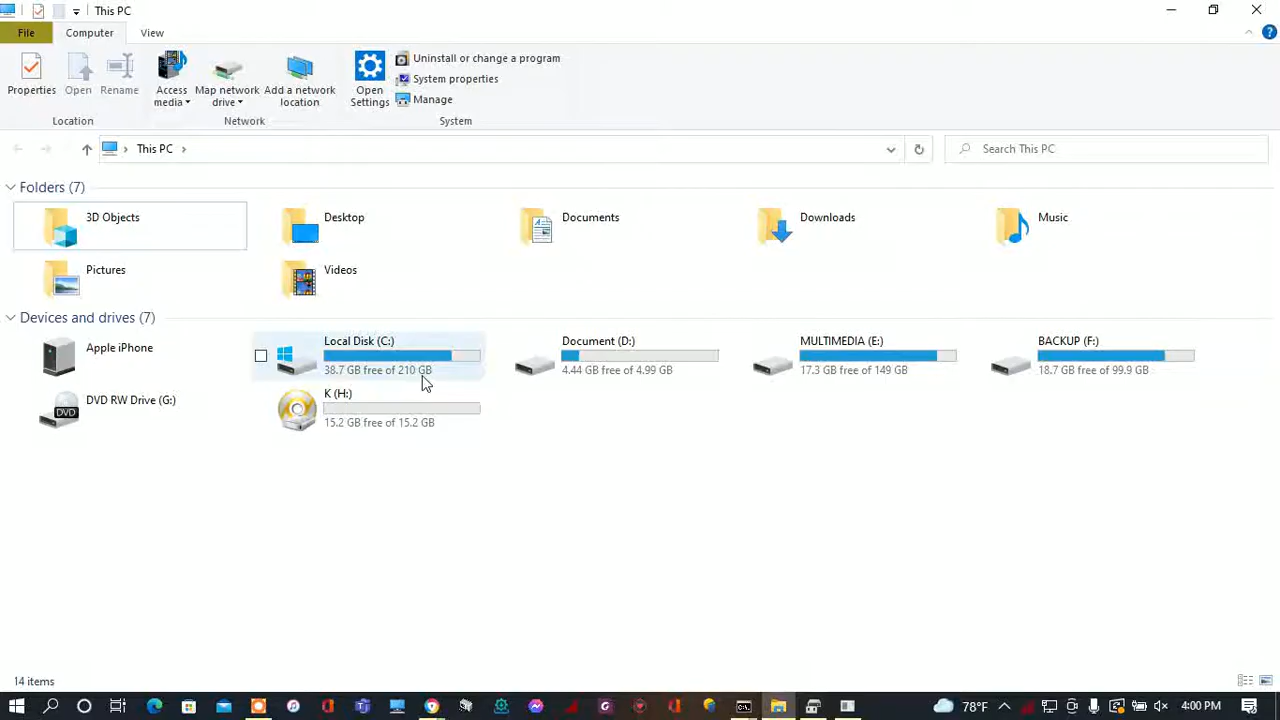 This PC
File Computer View
Properties Open Rename Access media Map network drive Add a network location Open Settings Uninstall or change a program
System properties
Manage
Location Network System
This PC Search This PC
Folders (7)
3D Objects Desktop Documents Downloads Music
Pictures Videos
Devices and drives (7)
Apple iPhone Local Disk (C:) Document (D:) MULTIMEDIA (E:) BACKUP (F:)
38.7 GB free of 210 GB 4.44 GB free of 4.99 GB 17.3 GB free of 149 GB 18.7 GB free of 99.9 GB
DVD RW Drive (G:) K (H:)
DVD
15.2 GB free of 15.2 GB
14 items
78°F 4:00 PM